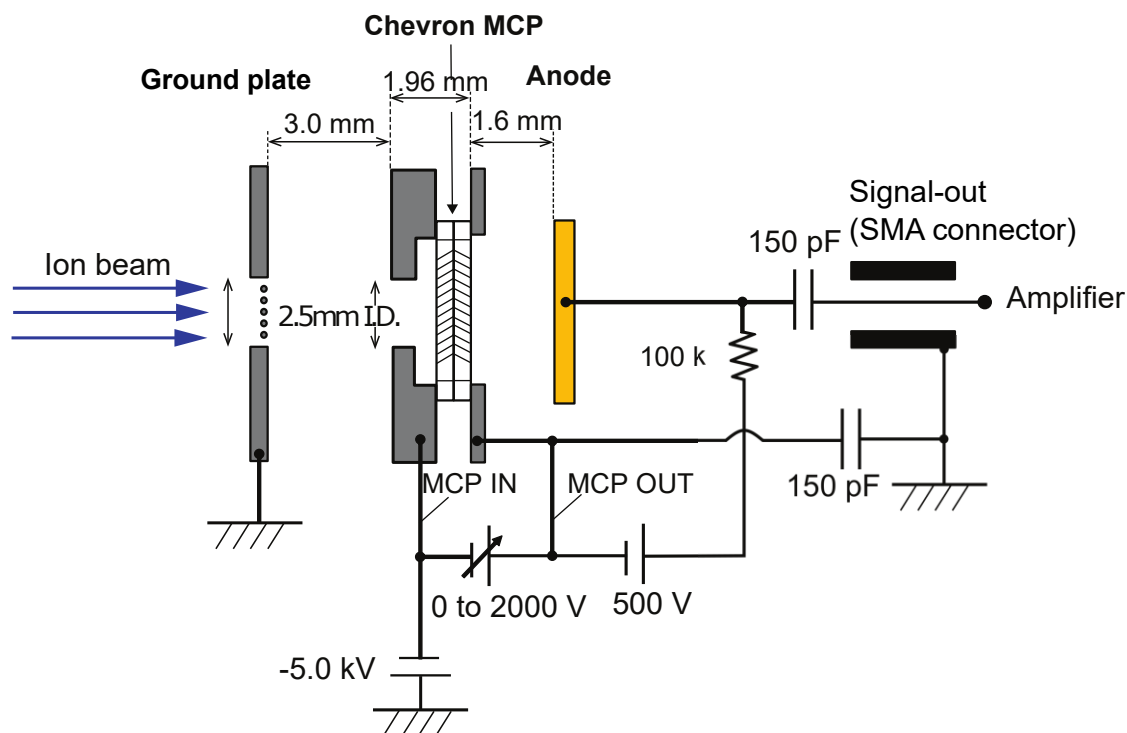 Chevron MCP
Ground plate
1.96 mm
Anode
3.0 mm
1.6 mm
Signal-out
(SMA connector)
150 pF
Ion beam
2.5mm I.D.
Amplifier
100 k
MCP IN
MCP OUT
150 pF
0 to 2000 V
500 V
-5.0 kV